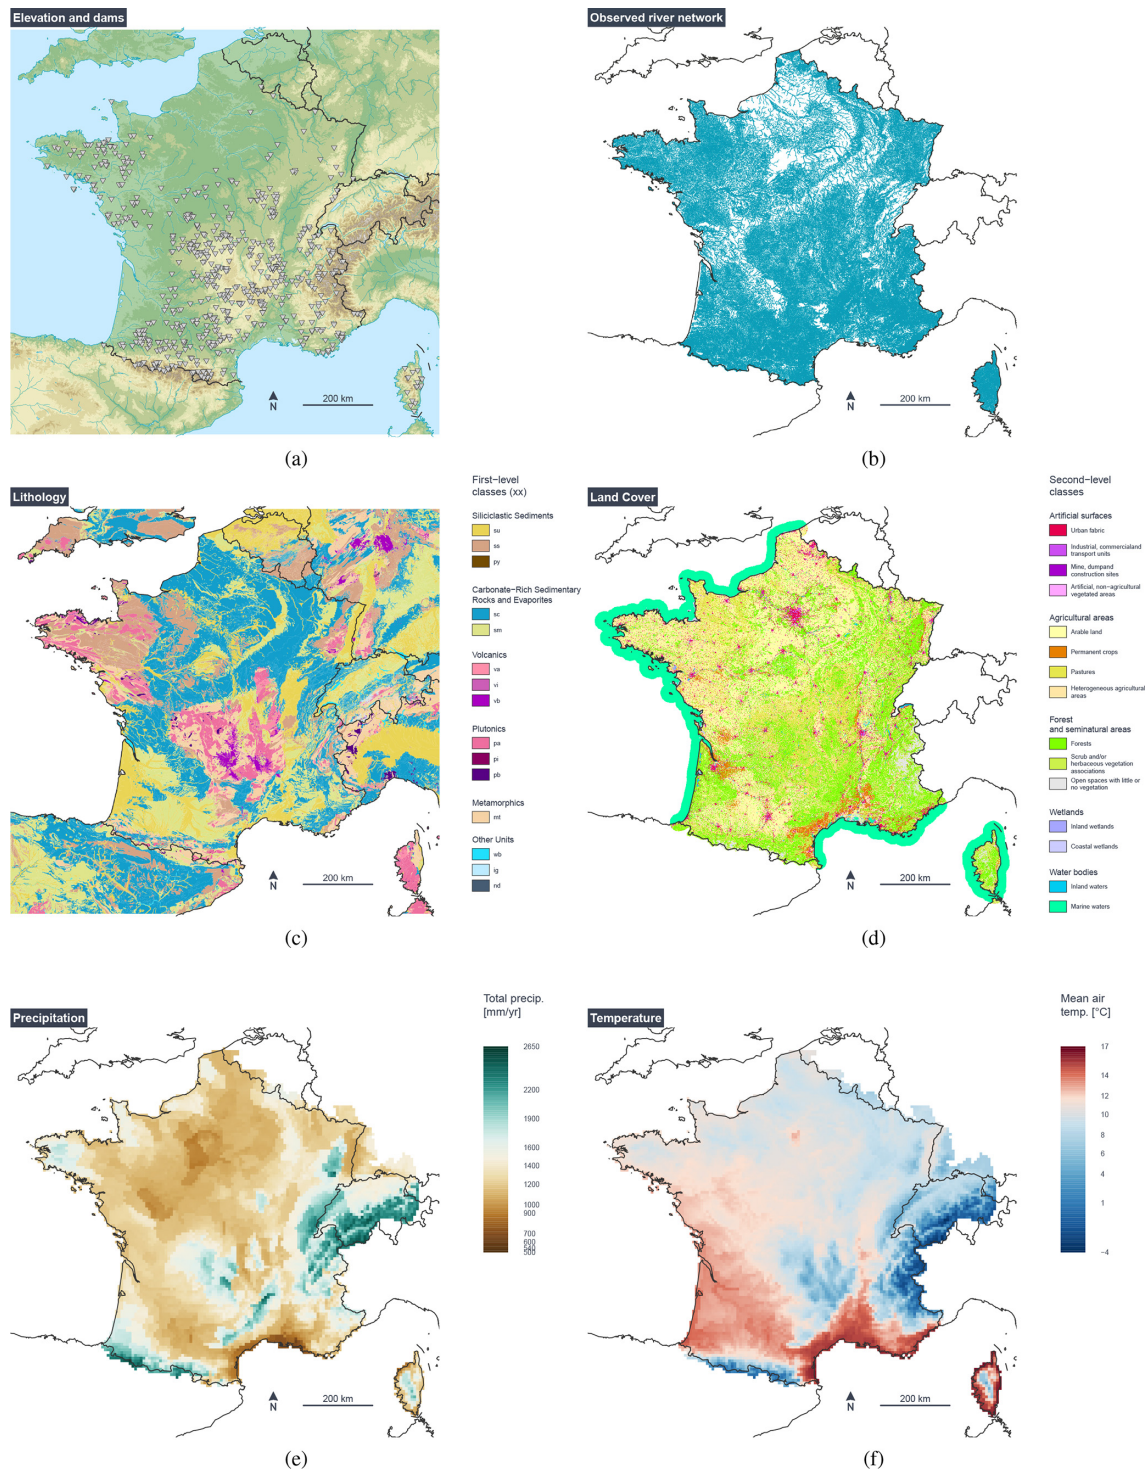 Elevation and dams
N
200 km
(a)
Observed river network
N
200 km
(b)
Lithology
First−level
classes (xx)
Siliciclastic Sediments
su
ss
py
Carbonate−Rich Sedimentary
Rocks and Evaporites
sc
sm
Volcanics
va
vi
vb
Plutonics
pa
pi
pb
Metamorphics
mt
Other Units
wb
ig
nd
N
200 km
(c)
Land Cover
Second−level
classes
Artificial surfaces
Urban fabric
Industrial, commercialand
transport units
Mine, dumpand
construction sites
Artificial, non−agricultural
vegetated areas
Agricultural areas
Arable land
Permanent crops
Pastures
Heterogeneous agricultural
areas
Forest
and seminatural areas
Forests
Scrub and/or
herbaceous vegetation
associations
Open spaces with little or
no vegetation
Wetlands
Inland wetlands
Coastal wetlands
Water bodies
Inland waters
Marine waters
N
200 km
(d)
Precipitation
Total precip.
[mm/yr]
2650
2200
1900
1600
1400
1200
1000
900
700
600
500
N
200 km
(e)
Temperature
Mean air
temp. [°C]
17
14
12
10
8
6
4
1
−4
N
200 km
(f)